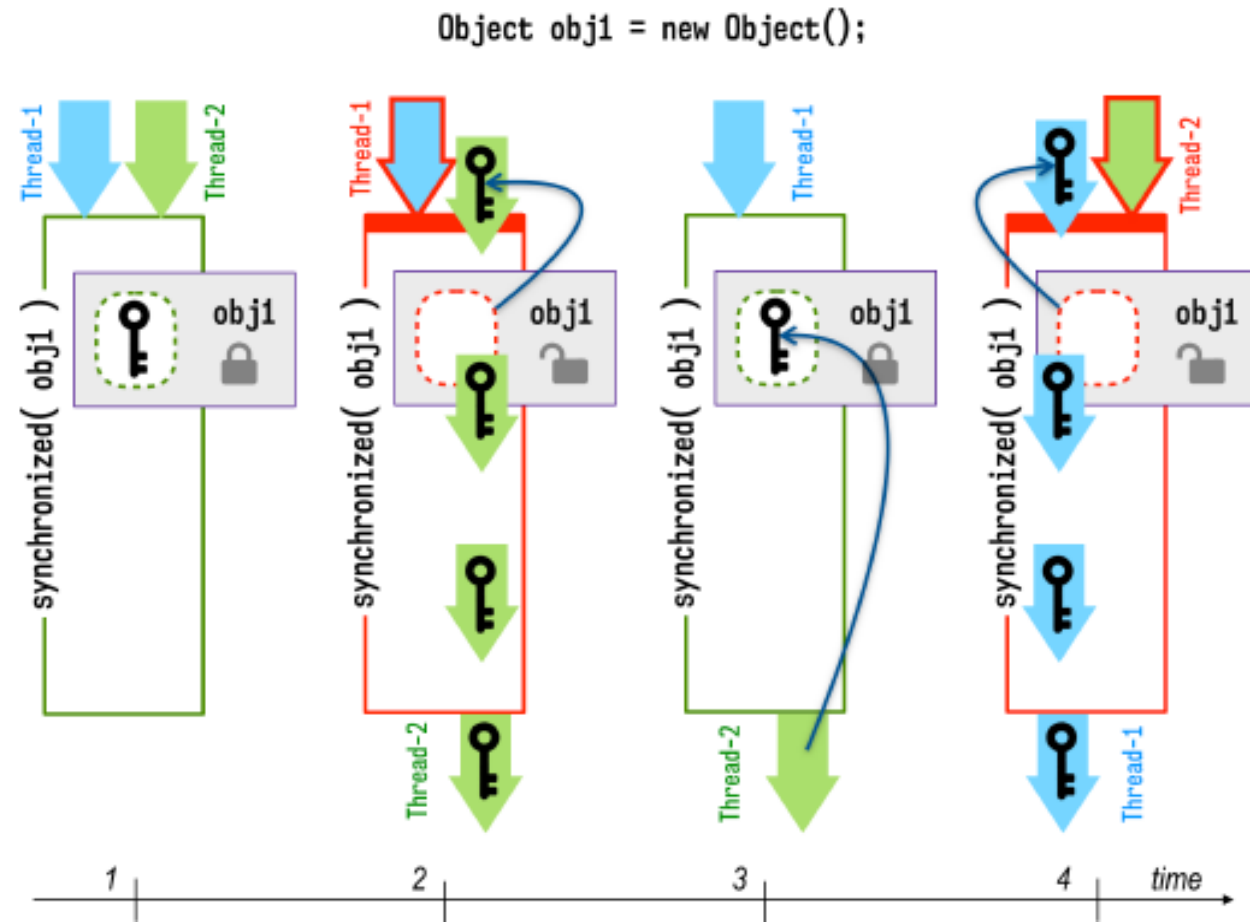 Object obj1 = new Object();
Thread-1
Thread-2
synchronized( obj1 )
obj1
Thread-1
synchronized( obj1 )
obj1
Thread-2
Thread-1
synchronized( obj1 )
obj1
Thread-2
Thread-2
synchronized( obj1 )
obj1
Thread-1
1
2
3
4
time